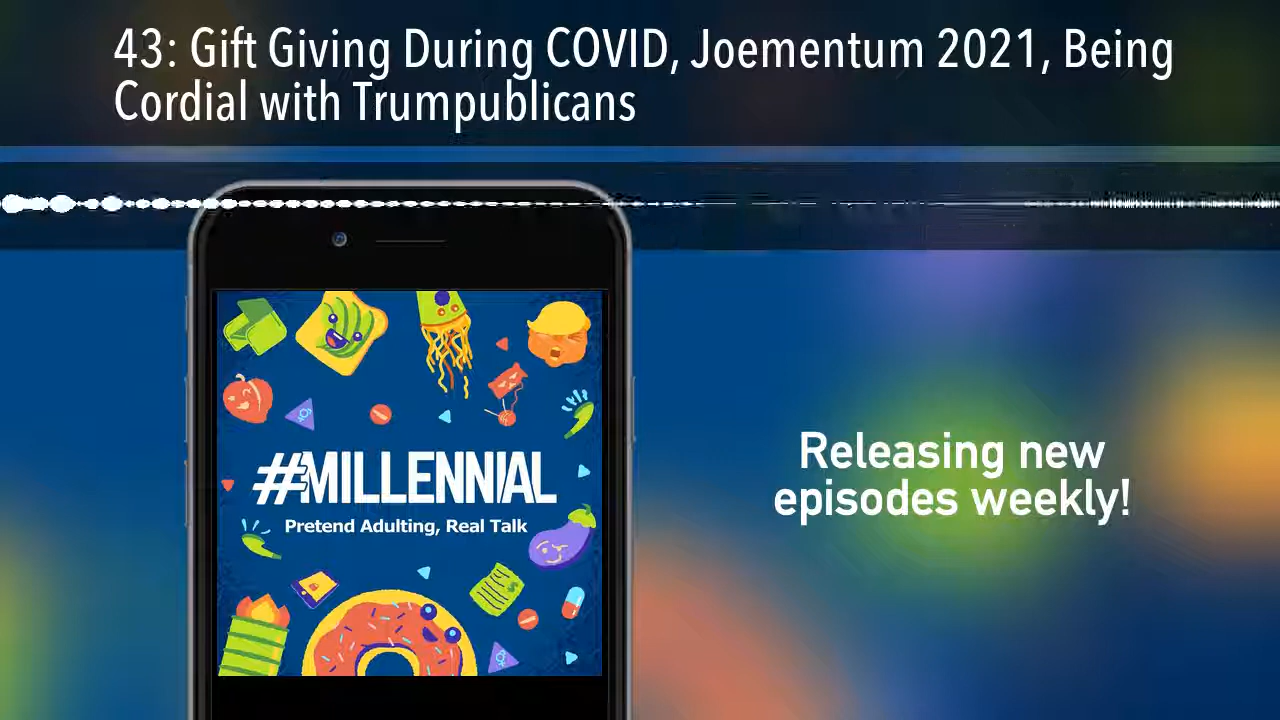 43: Gift Giving During COVID, Joementum 2021, Being
Cordial with Trumpublicans
#MILLENNIAL
Pretend Adulting, Real Talk
Releasing new
episodes weekly!